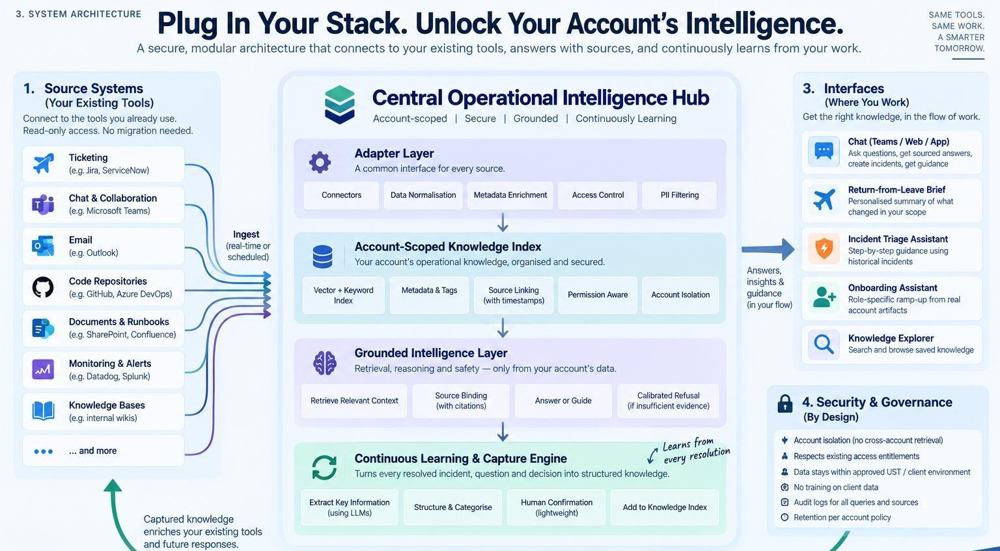 3. SYSTEM ARCHITECTURE
Plug In Your Stack. Unlock Your Account's Intelligence.
A secure, modular architecture that connects to your existing tools, answers with sources, and continuously learns from your work.
SAME TOOLS.
SAME WORK.
A SMARTER
TOMORROW.
1. Source Systems
(Your Existing Tools)
Connect to the tools you already use.
Read-only access. No migration needed.
Ticketing
(e.g. Jira, ServiceNow)
Chat & Collaboration
(e.g. Microsoft Teams)
Email
(e.g. Outlook)
Code Repositories
(e.g. GitHub, Azure DevOps)
Documents & Runbooks
(e.g. SharePoint, Confluence)
Monitoring & Alerts
(e.g. Datadog, Splunk)
Knowledge Bases
(e.g. internal wikis)
... and more
Captured knowledge
enriches your existing tools
and future responses.
Ingest
(real-time or
scheduled)
Central Operational Intelligence Hub
Account-scoped | Secure | Grounded | Continuously Learning
Adapter Layer
A common interface for every source.
Connectors
Data Normalisation
Metadata Enrichment
Access Control
PII Filtering
Account-Scoped Knowledge Index
Your account's operational knowledge, organised and secured.
Vector + Keyword
Index
Metadata & Tags
Source Linking
(with timestamps)
Permission Aware
Account Isolation
Grounded Intelligence Layer
Retrieval, reasoning and safety — only from your account's data.
Retrieve Relevant Context
Source Binding
(with citations)
Answer or Guide
Calibrated Refusal
(if insufficient evidence)
Learns from
every resolution
Continuous Learning & Capture Engine
Turns every resolved incident, question and decision into structured knowledge.
Extract Key Information
(using LLMs)
Structure & Categorise
Human Confirmation
(lightweight)
Add to Knowledge Index
Answers,
insights &
guidance
(in your flow)
3. Interfaces
(Where You Work)
Get the right knowledge, in the flow of work.
Chat (Teams / Web / App)
Ask questions, get sourced answers,
create incidents, get guidance
Return-from-Leave Brief
Personalised summary of what
changed in your scope
Incident Triage Assistant
Step-by-step guidance using
historical incidents
Onboarding Assistant
Role-specific ramp-up from real
account artifacts
Knowledge Explorer
Search and browse saved knowledge
4. Security & Governance
(By Design)
Account isolation (no cross-account retrieval)
Respects existing access entitlements
Data stays within approved UST / client environment
No training on client data
Audit logs for all queries and sources
Retention per account policy